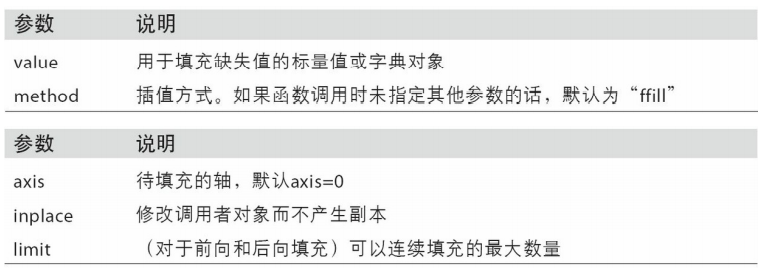 参数 说明
value 用于填充缺失值的标量值或字典对象
method 插值方式。如果函数调用时未指定其他参数的话，默认为“ffill”
参数 说明
axis 待填充的轴，默认axis=0
inplace 修改调用者对象而不产生副本
limit （对于前向和后向填充）可以连续填充的最大数量